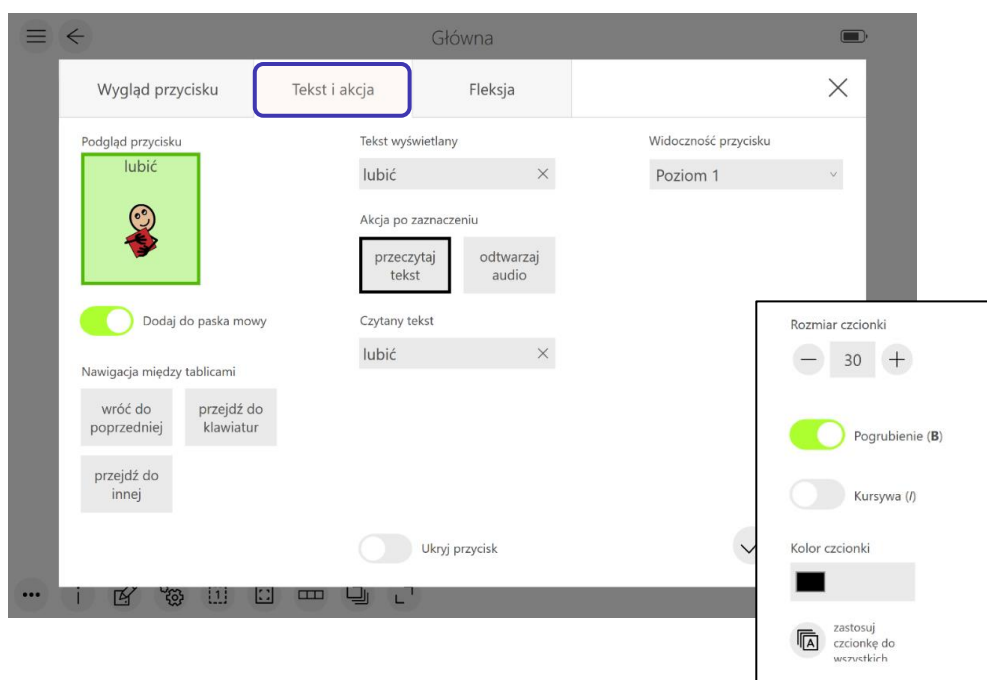 Główna
Wygląd przycisku
Tekst i akcja
Fleksja
Podgląd przycisku
lubić
Dodaj do paska mowy
Nawigacja między tablicami
wróć do
poprzedniej
przejdź do
klawiatur
przejdź do
innej
Tekst wyświetlany
lubić
Akcja po zaznaczeniu
przeczytaj
tekst
odtwarzaj
audio
Czytany tekst
lubić
Ukryj przycisk
Widoczność przycisku
Poziom 1
Rozmiar czcionki
30
Pogrubienie (B)
Kursywa (I)
Kolor czcionki
A
zastosuj
czcionkę do
wszystkich
i
1